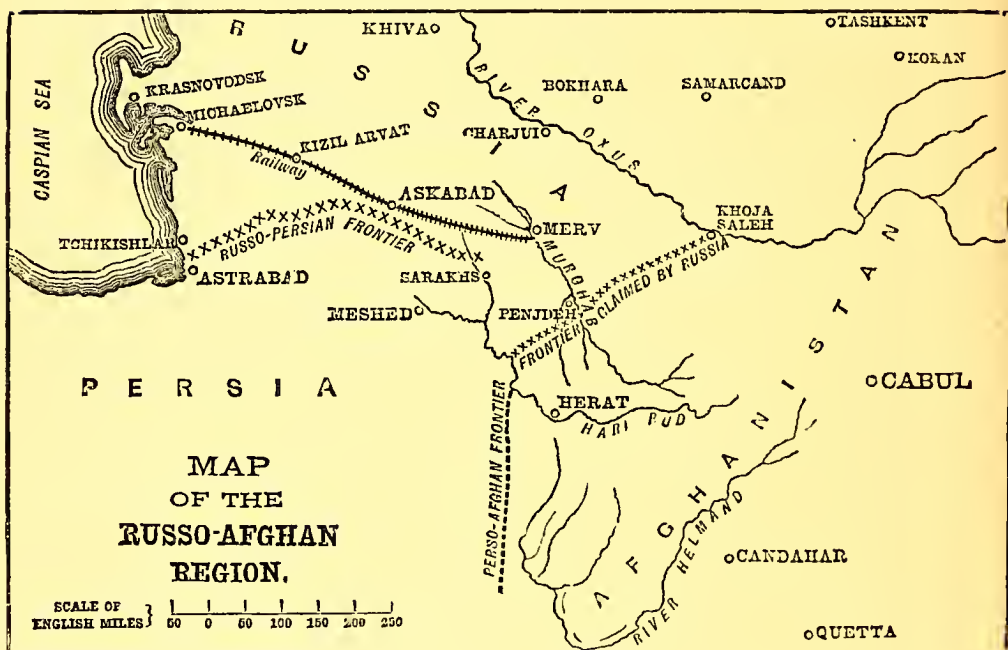 RUSSIA
KHIVA
TASHKENT
KOKAN
CASPIAN SEA
KRASNOVODSK
MICHAELOVSK
RIVER OXUS
BOKHARA
SAMARCAND
CHARJUI
KIZIL ARVAT
Railway
ASKABAD
MERV
KHOJA
SALEH
TCHIKISHLAR
RUSSO-PERSIAN FRONTIER
ASTRABAD
SARAKHS
MURGHAB
MESHED
PENJDEH
FRONTIER CLAIMED BY RUSSIA
PERSIA
CABUL
HERAT
HARI RUD
PERSO-AFGHAN FRONTIER
AFGHANISTAN
RIVER HELMAND
CANDAHAR
QUETTA
MAP
OF THE
RUSSO-AFGHAN
REGION.
SCALE OF
ENGLISH MILES
50 0 50 100 150 200 250